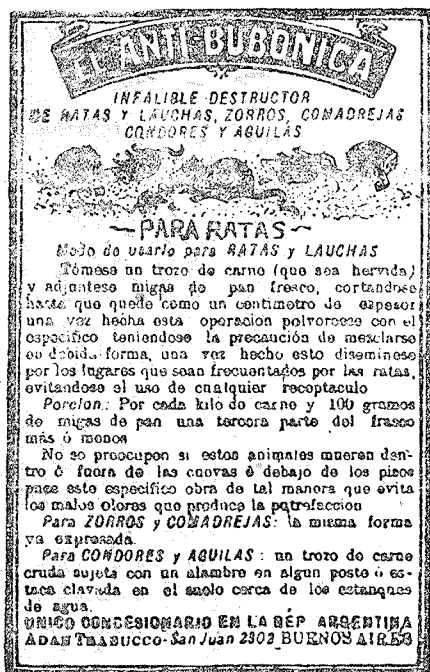 EL ANTI-BUBONICA
INFALIBLE DESTRUCTOR
DE RATAS Y LAUCHAS, ZORROS, COMADREJAS
CONDORES Y AGUILAS
—PARA RATAS—
Modo de usarlo para RATAS y LAUCHAS
Tómese un trozo de carne (que sea hervida)
y adjuntese migas de pan fresco, cortandose
hasta que quede como un centimetro de espesor
una vez hecha esta operacion polvorcese con el
especifico teniendose la precaución de mezclarse
en debida forma, una vez hecho esto diseminese
por los lugares que sean frecuentados por las ratas,
evitandose el uso de cualquier receptaculo
Porcion: Por cada kilo de carne y 100 gramos
de migas de pan una tercera parte del frasco
más ó menos
No se preocupen si estos animales mueren den-
tro ó fuera de las cuevas ó debajo de los pisos
pues este especifico obra de tal manera que evita
los malos olores que produce la putrefaccion
Para ZORROS y COMADREJAS: la misma forma
ya expresada.
Para CONDORES y AGUILAS: un trozo de carne
cruda sujeta con un alambre en algun poste ó es-
taca clavada en el suelo cerca de los estanques
de agua.
UNICO CONCESIONARIO EN LA REP ARGENTINA
ADAN TRABUCCO-San Juan 2302 BUENOS AIRES